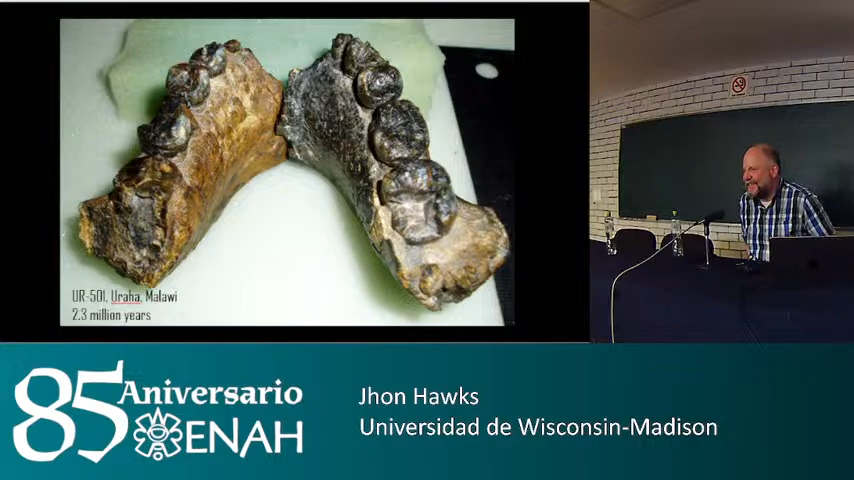 UR-501, Uraha, Malawi
2.3 million years
85 Aniversario
ENAH
Jhon Hawks
Universidad de Wisconsin-Madison